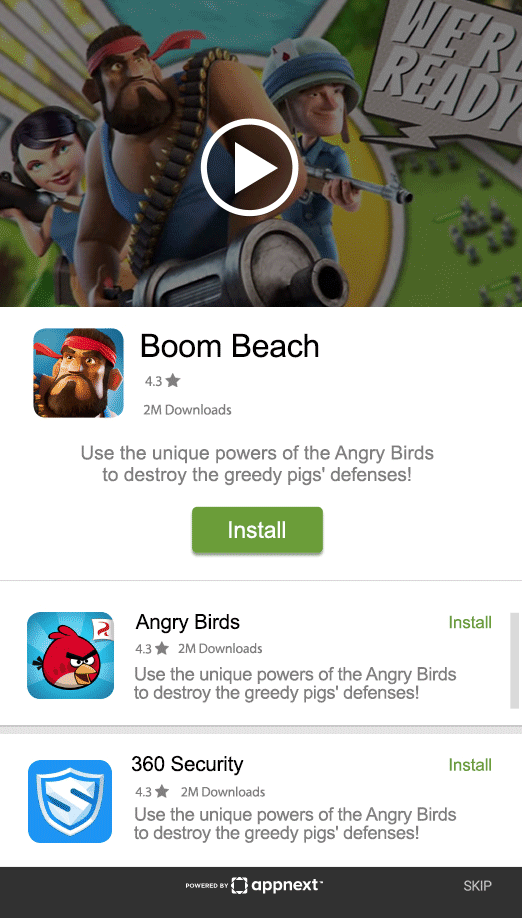 WE'RE
READY
Boom Beach
4.3
2M Downloads
Use the unique powers of the Angry Birds
to destroy the greedy pigs' defenses!
Install
Angry Birds
Install
4.3 2M Downloads
Use the unique powers of the Angry Birds
to destroy the greedy pigs' defenses!
360 Security
Install
4.3 2M Downloads
Use the unique powers of the Angry Birds
to destroy the greedy pigs' defenses!
POWERED BY appnext™ SKIP